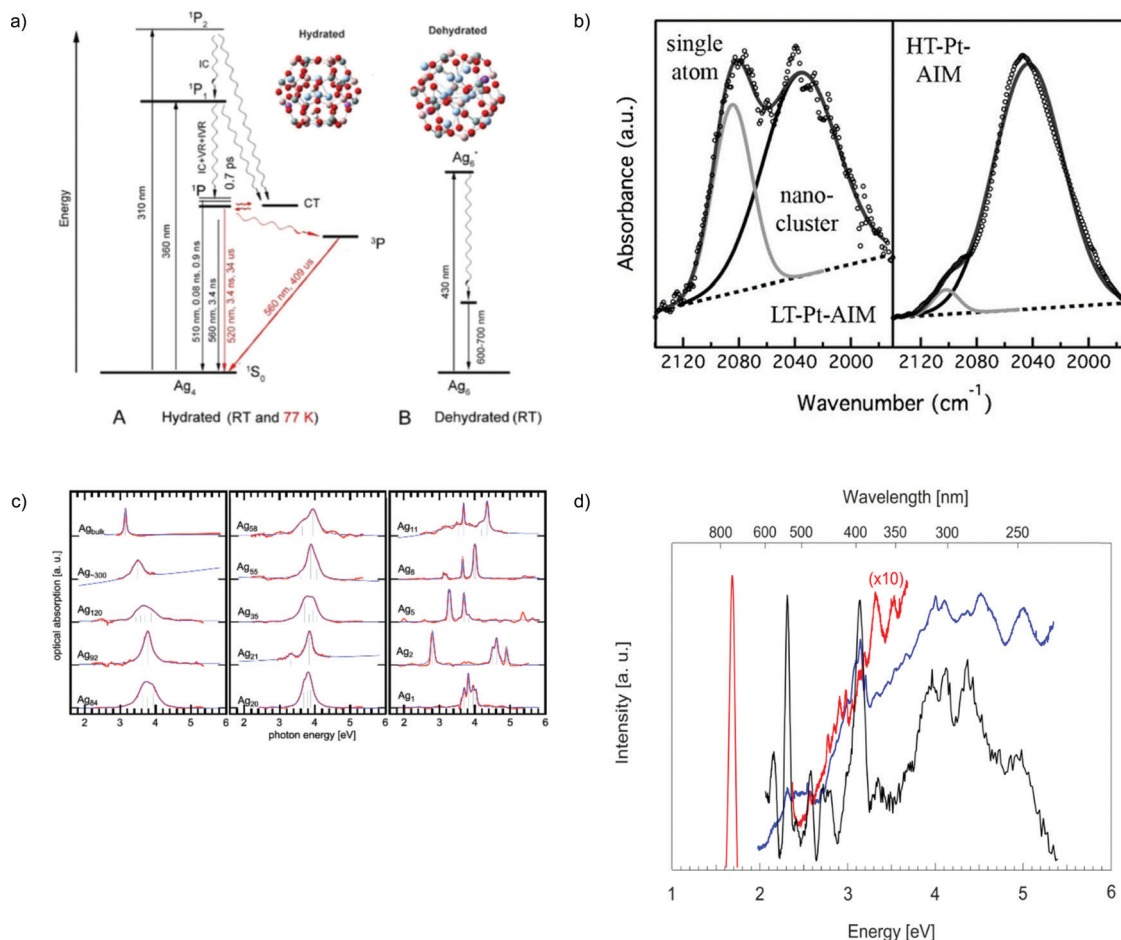 a)
¹P₂
Hydrated
Dehydrated
IC
¹P₁
Ag₆*
Energy
310 nm
360 nm
IC+VR+IVR
0.7 ps
¹P
CT
³P
510 nm, 0.08 ns, 0.9 ns
560 nm, 3.4 ns
520 nm, 3.4 ns, 34 us
560 nm, 409 us
430 nm
600-700 nm
¹S₀
Ag₄
Ag₆
A Hydrated (RT and 77 K)
B Dehydrated (RT)
b)
single
atom
nano-
cluster
LT-Pt-AIM
HT-Pt-
AIM
Absorbance (a.u.)
2120 2080 2040 2000
2120 2080 2040 2000
Wavenumber (cm⁻¹)
c)
optical absorption [a. u.]
Ag_bulk
Ag~300
Ag120
Ag92
Ag84
2 3 4 5 6
Ag58
Ag55
Ag35
Ag21
Ag20
2 3 4 5 6
Ag11
Ag8
Ag5
Ag2
Ag1
2 3 4 5 6
photon energy [eV]
d)
Wavelength [nm]
800 600 500 400 350 300 250
(x10)
Intensity [a. u.]
1 2 3 4 5 6
Energy [eV]